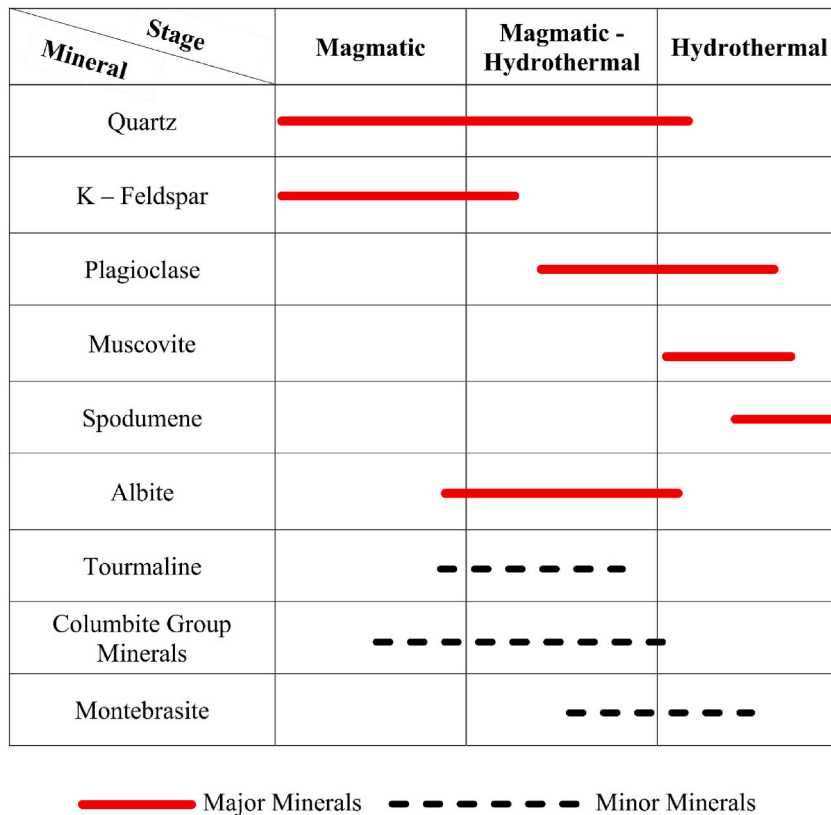 Stage
Mineral
Magmatic
Magmatic -
Hydrothermal
Hydrothermal
Quartz
K – Feldspar
Plagioclase
Muscovite
Spodumene
Albite
Tourmaline
Columbite Group
Minerals
Montebrasite
Major Minerals
Minor Minerals